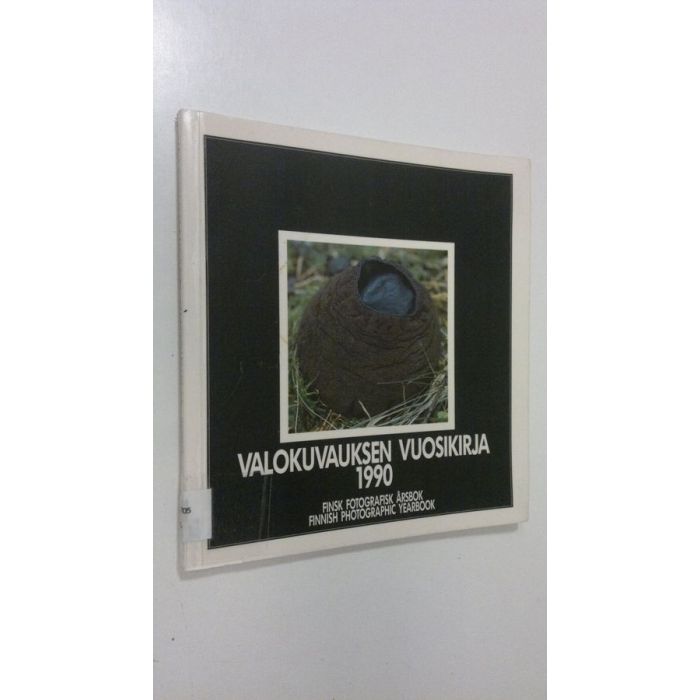 VALOKUVAUKSEN VUOSIKIRJA
1990
FINSK FOTOGRAFISK ÅRSBOK
FINNISH PHOTOGRAPHIC YEARBOOK